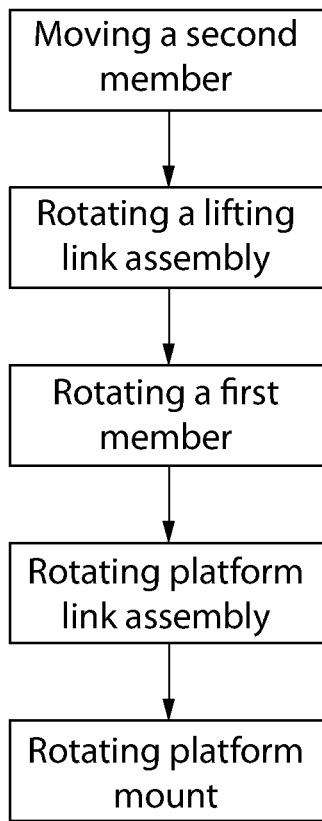 Moving a second
member
Rotating a lifting
link assembly
Rotating a first
member
Rotating platform
link assembly
Rotating platform
mount